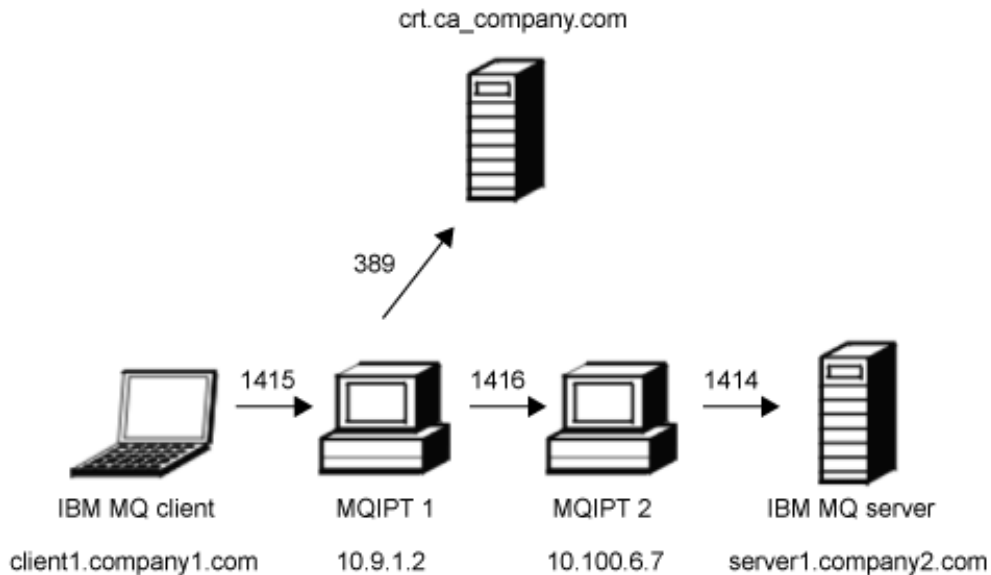 crt.ca_company.com
389
1415
1416
1414
IBM MQ client
MQIPT 1
MQIPT 2
IBM MQ server
client1.company1.com
10.9.1.2
10.100.6.7
server1.company2.com